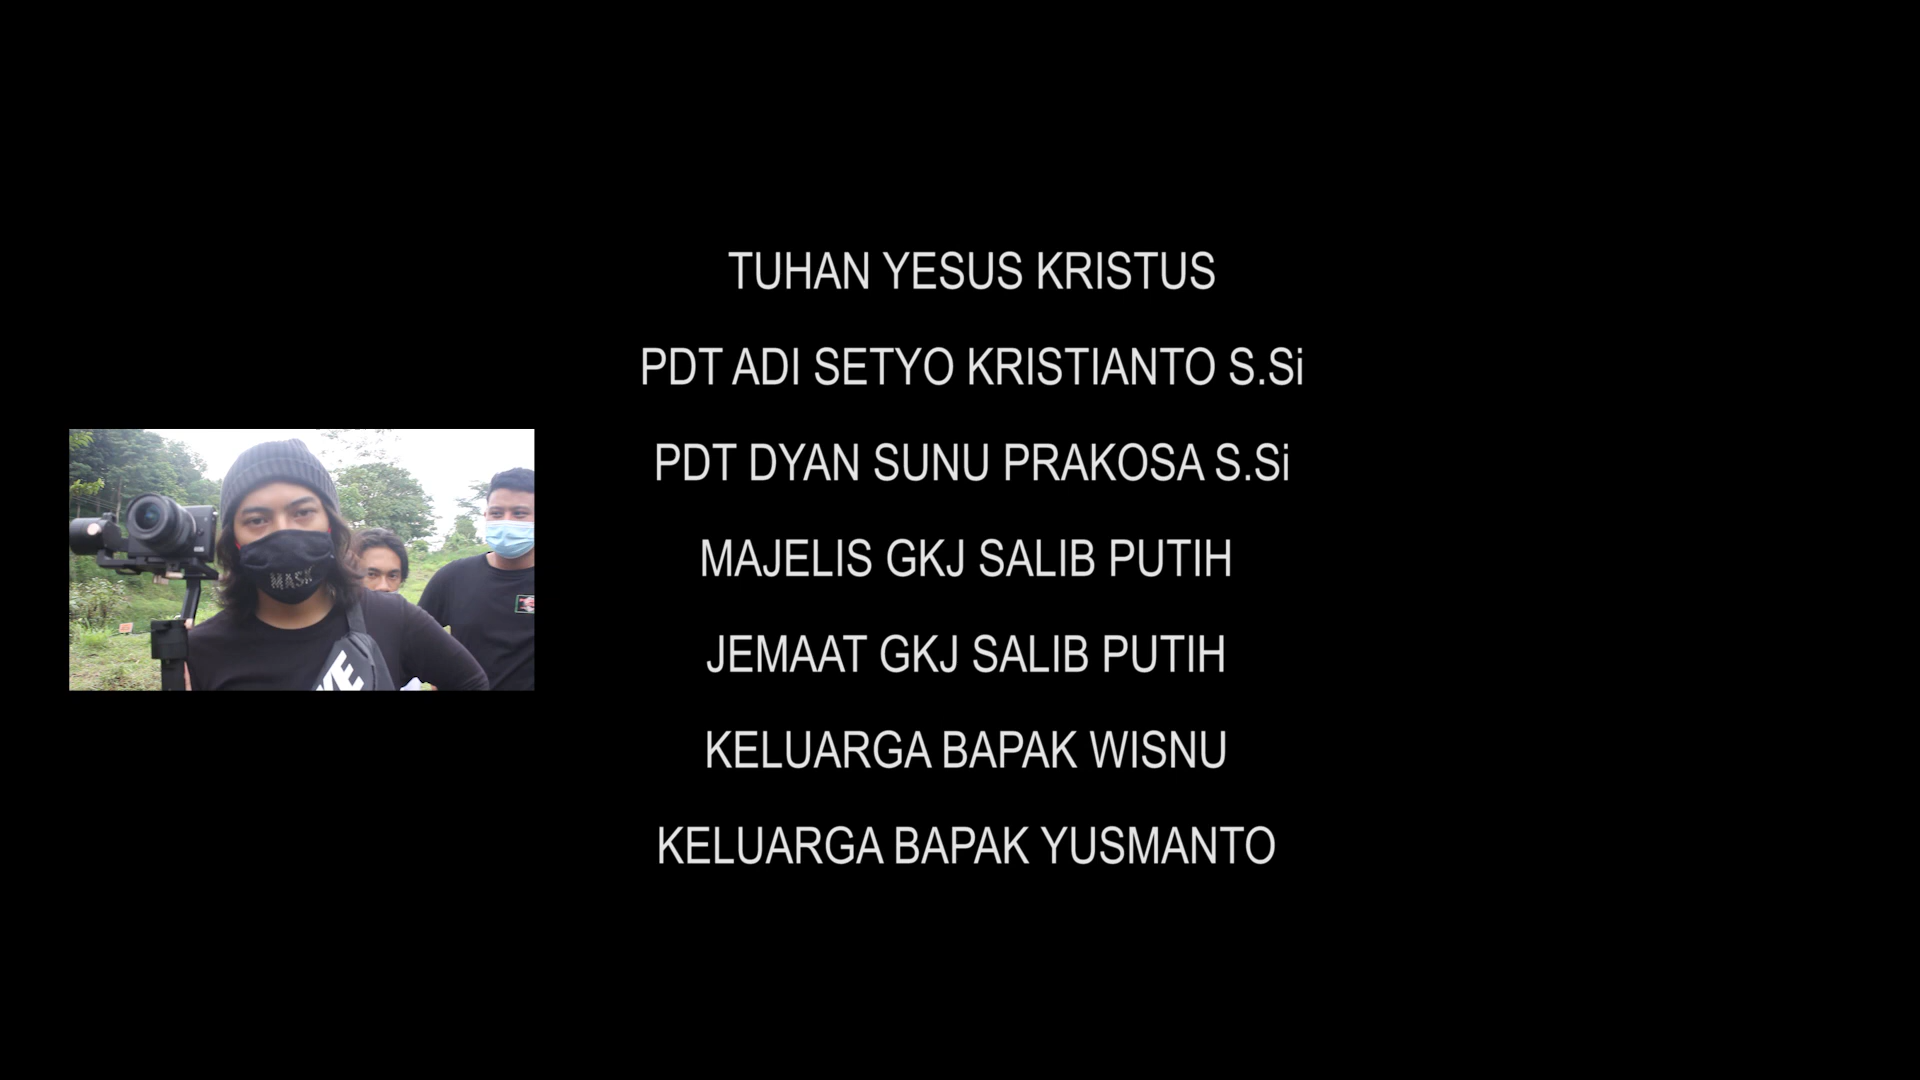 TUHAN YESUS KRISTUS
PDT ADI SETYO KRISTIANTO S.Si
PDT DYAN SUNU PRAKOSA S.Si
MAJELIS GKJ SALIB PUTIH
JEMAAT GKJ SALIB PUTIH
KELUARGA BAPAK WISNU
KELUARGA BAPAK YUSMANTO
MASK